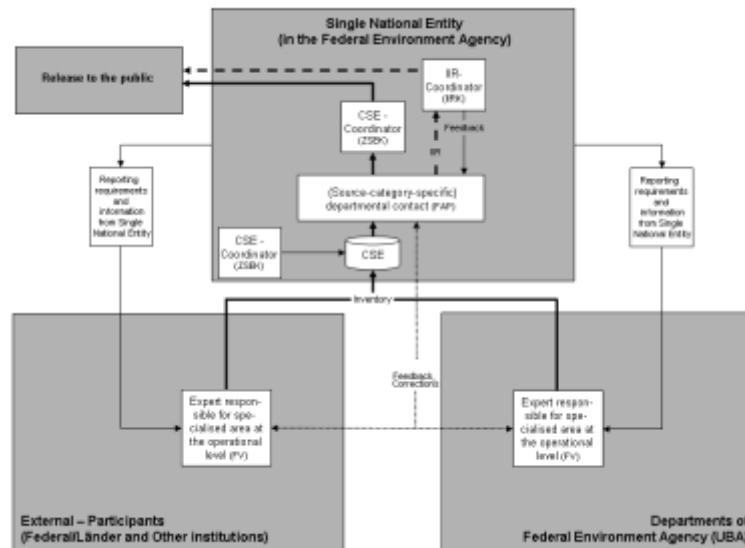 Single National Entity
(in the Federal Environment Agency)
Release to the public
IIR-
Coordinator
(IIRK)
CSE -
Coordinator
(ZSEK)
Feedback
IIR
Reporting
requirements
and
information
from Single
National Entity
(Source-category-specific)
departmental contact (FAP)
Reporting
requirements
and
information
from Single
National Entity
CSE -
Coordinator
(ZSEK)
CSE
Inventory
Feedback,
Corrections
Expert respon-
sible for spe-
cialised area at
the operational
level (FV)
Expert respon-
sible for spe-
cialised area at
the operational
level (FV)
External – Participants
(Federal/Länder and Other institutions)
Departments of
Federal Environment Agency (UBA)